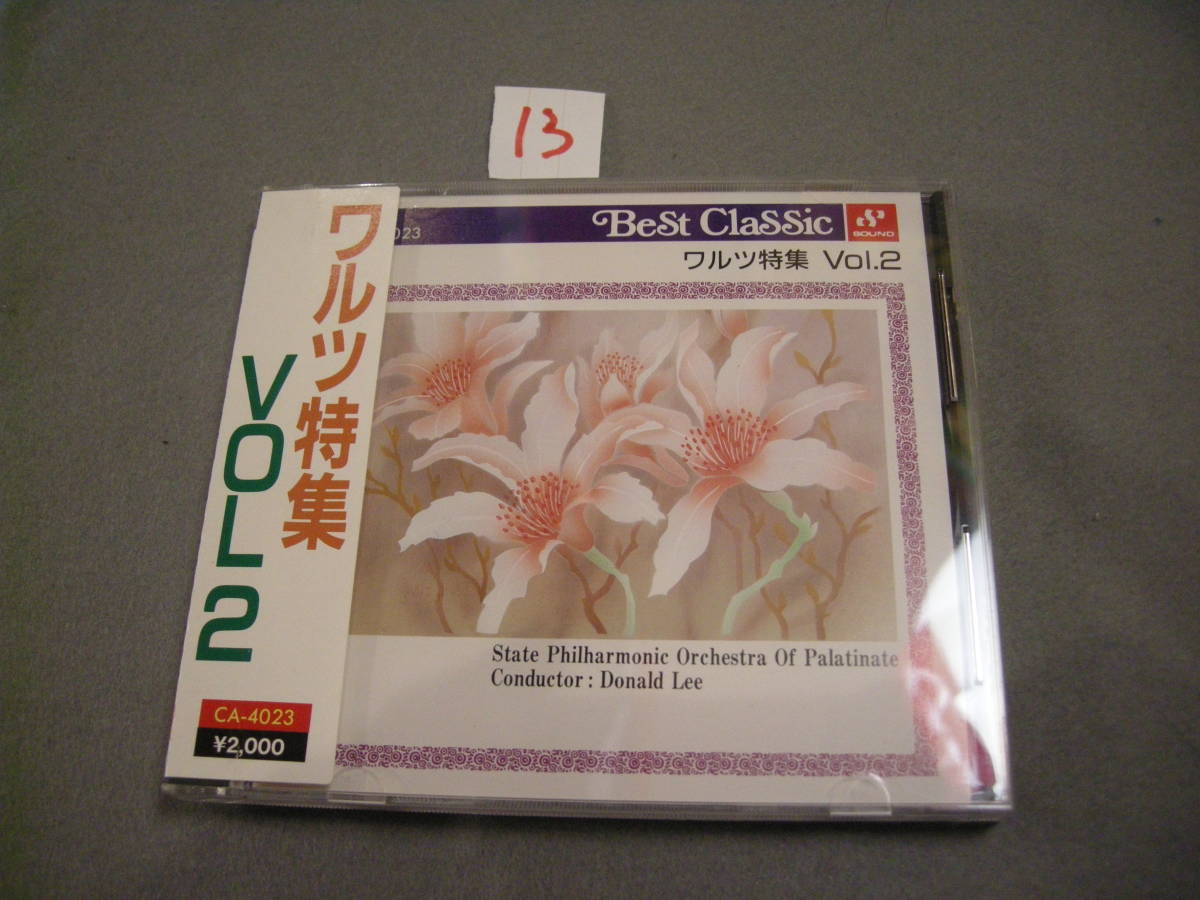 13
ワルツ特集
VOL2
CA-4023
¥2,000
023
BeSt ClaSSic
SOUND
ワルツ特集 Vol.2
State Philharmonic Orchestra Of Palatinate
Conductor: Donald Lee